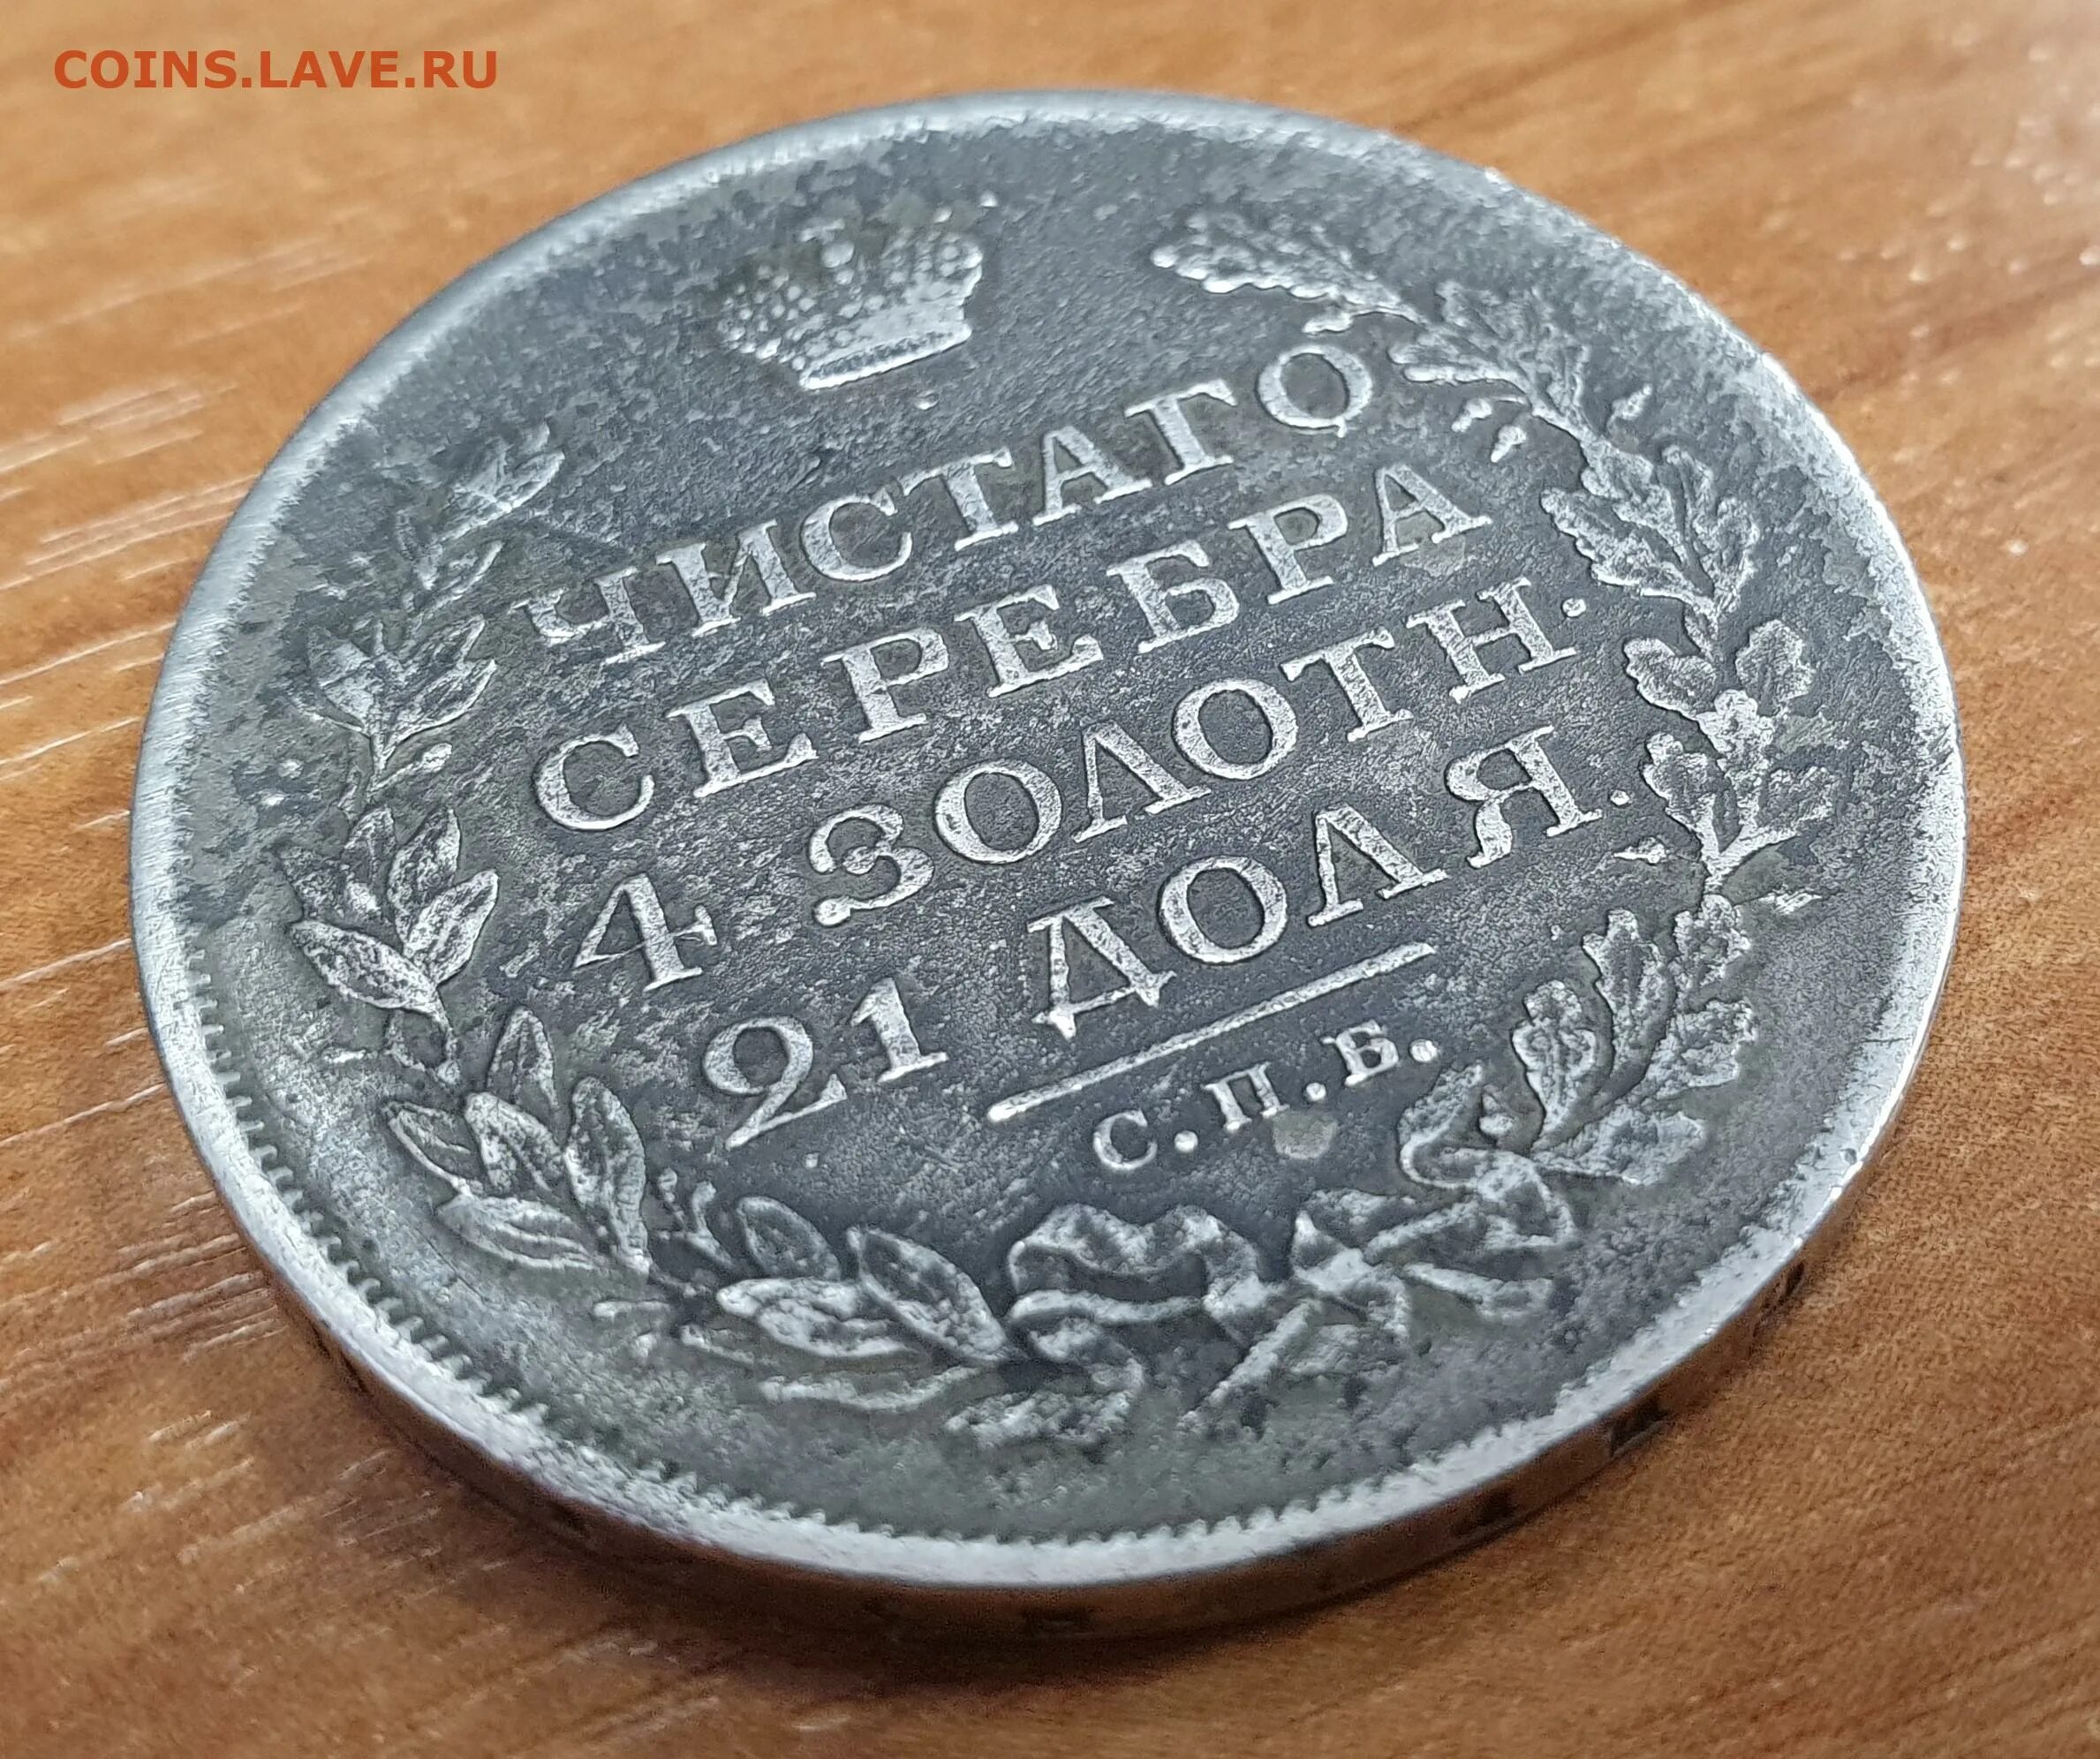 COINS.LAVE.RU
ЧИСТАГО
СЕРЕБРА
4 ЗОЛОТН.
21 ДОЛЯ.
С.П.Б.